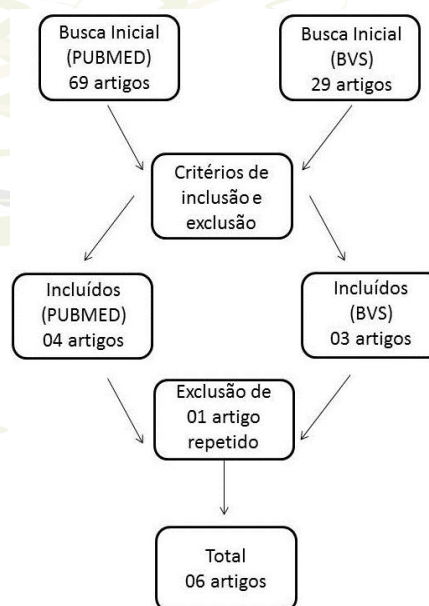 Busca Inicial
(PUBMED)
69 artigos
Busca Inicial
(BVS)
29 artigos
Critérios de
inclusão e
exclusão
Incluídos
(PUBMED)
04 artigos
Incluídos
(BVS)
03 artigos
Exclusão de
01 artigo
repetido
Total
06 artigos